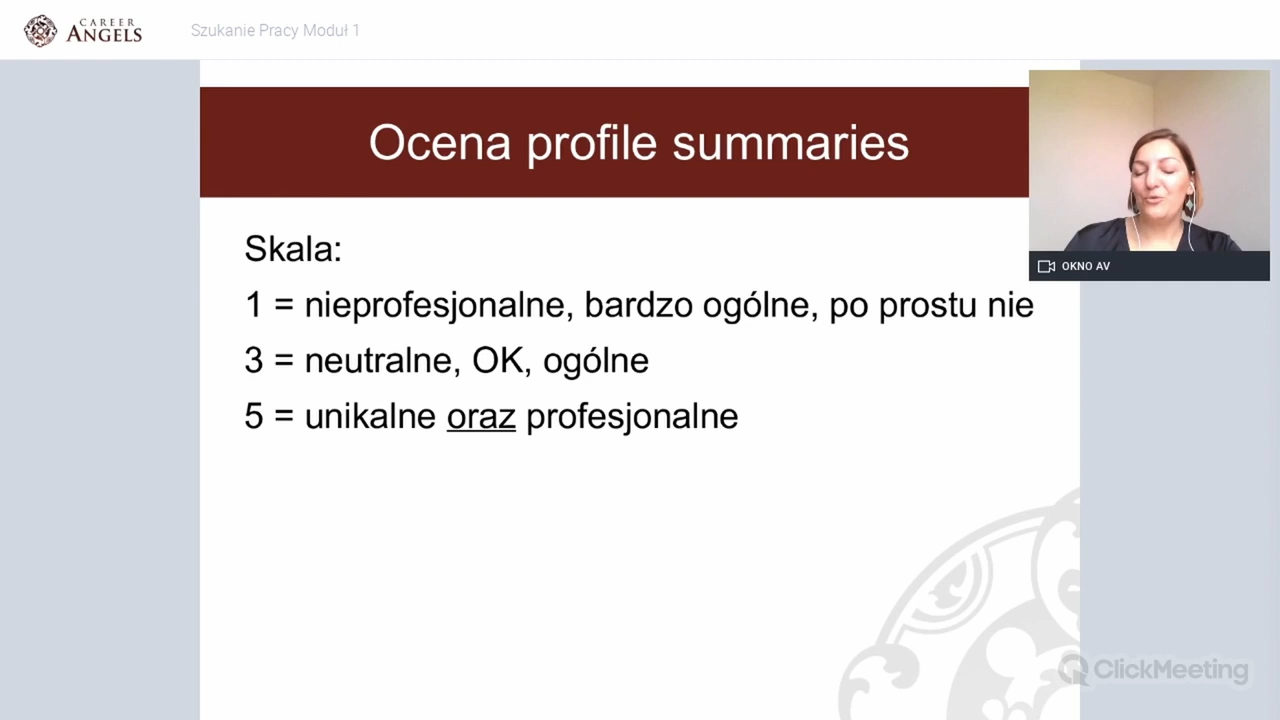 CAREER
ANGELS
Szukanie Pracy Moduł 1
Ocena profile summaries
OKNO AV
Skala:
1 = nieprofesjonalne, bardzo ogólne, po prostu nie
3 = neutralne, OK, ogólne
5 = unikalne oraz profesjonalne
ClickMeeting